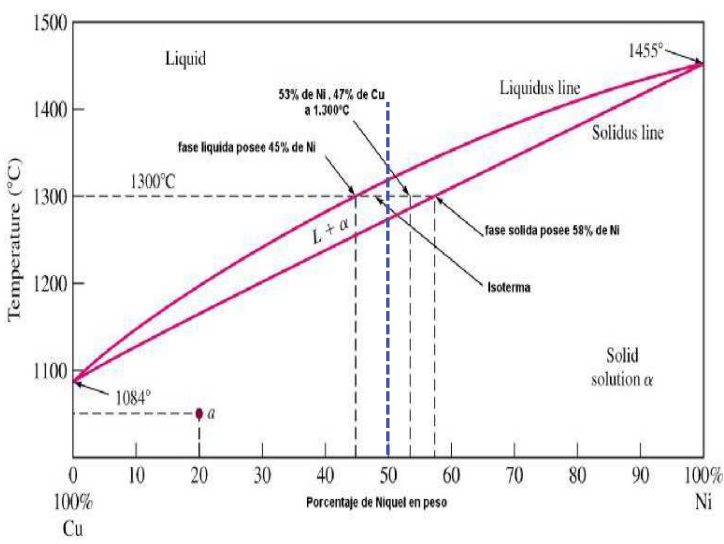 1500
Liquid
1455°
53% de Ni , 47% de Cu
a 1.300ºC
Liquidus line
1400
Solidus line
fase liquida posee 45% de Ni
1300°C
1300
L + α
fase solida posee 58% de Ni
Temperature (°C)
Isoterma
1200
Solid
solution α
1100
1084°
a
0 10 20 30 40 50 60 70 80 90 100%
100%
Cu
Porcentaje de Niquel en peso
Ni